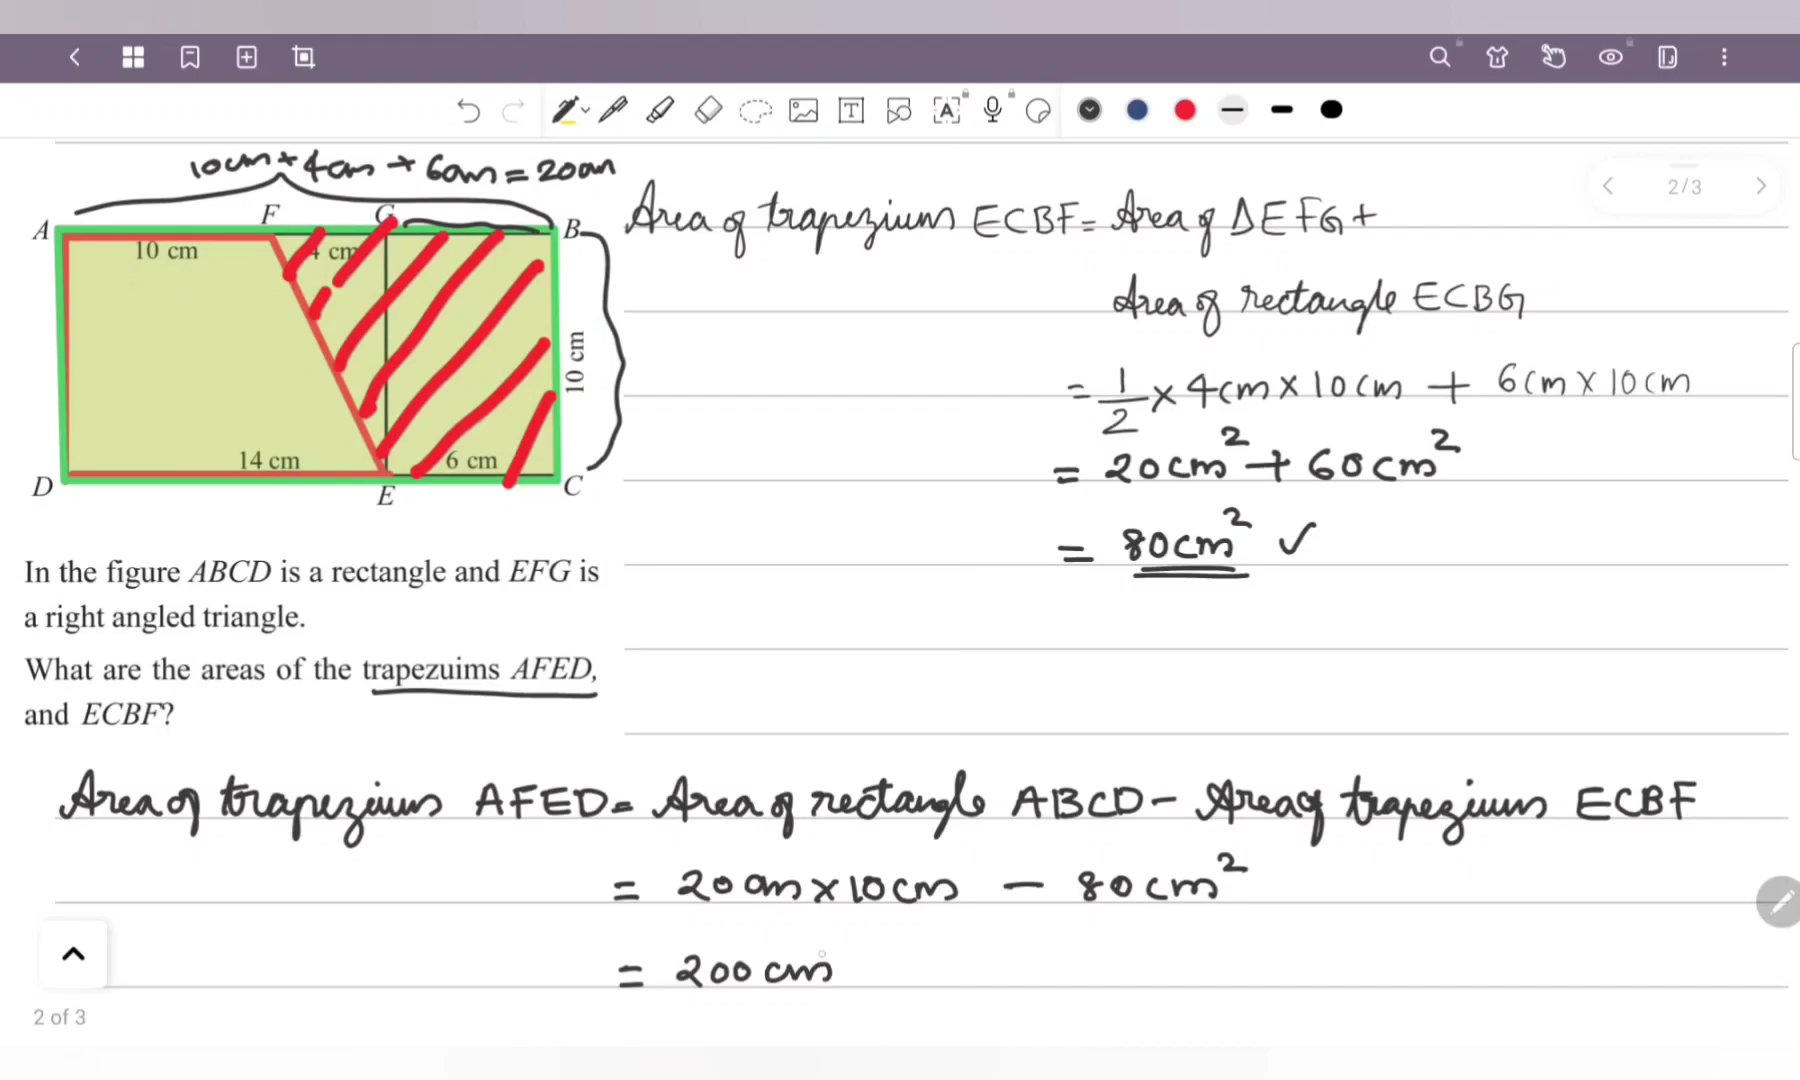 10cm + 4cm + 6cm = 20cm
A F G B
10 cm 4 cm
10 cm
14 cm 6 cm
D E C
In the figure ABCD is a rectangle and EFG is
a right angled triangle.
What are the areas of the trapezuims AFED,
and ECBF?
Area of trapezium ECBF = Area of ΔEFG +
Area of rectangle ECBG
= 1/2 × 4cm × 10cm + 6cm × 10cm
= 20cm² + 60cm²
= 80cm² ✓
Area of trapezium AFED = Area of rectangle ABCD - Area of trapezium ECBF
= 20cm × 10cm - 80cm²
= 200cm
2/3
2 of 3